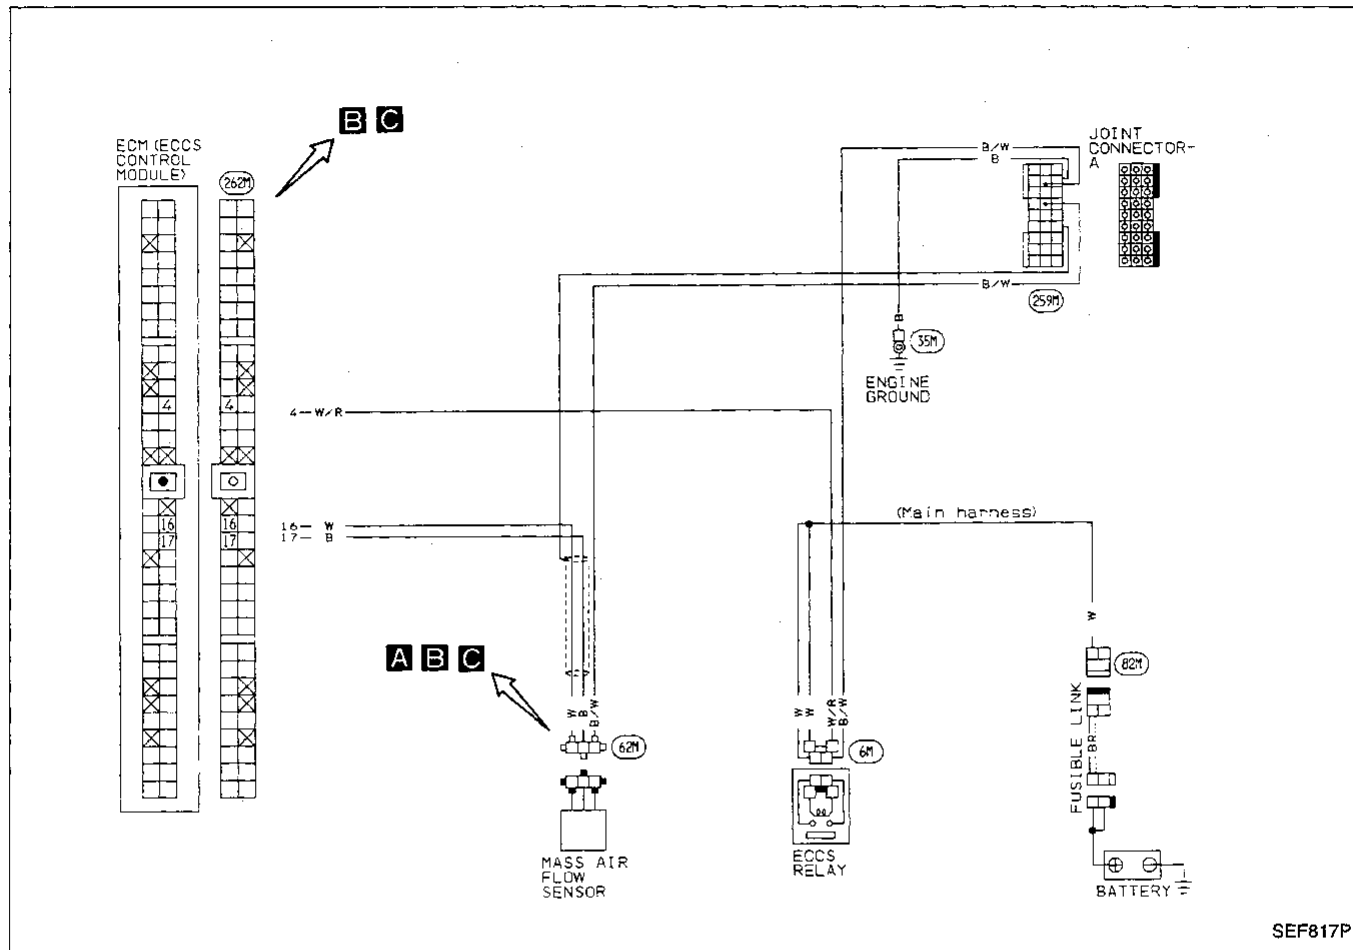 B C
ECM (ECCS
CONTROL
MODULE)
262M
JOINT
CONNECTOR-
A
B/W
B
B/W
259M
B
35M
ENGINE
GROUND
4 4
4 W/R
16 16
17 17
16 W
17 B
(Main harness)
W
82M
A B C
W B B/W
62M
W W W/R B/W
6M
FUSIBLE LINK
BR
MASS AIR
FLOW
SENSOR
ECCS
RELAY
BATTERY
SEF817P